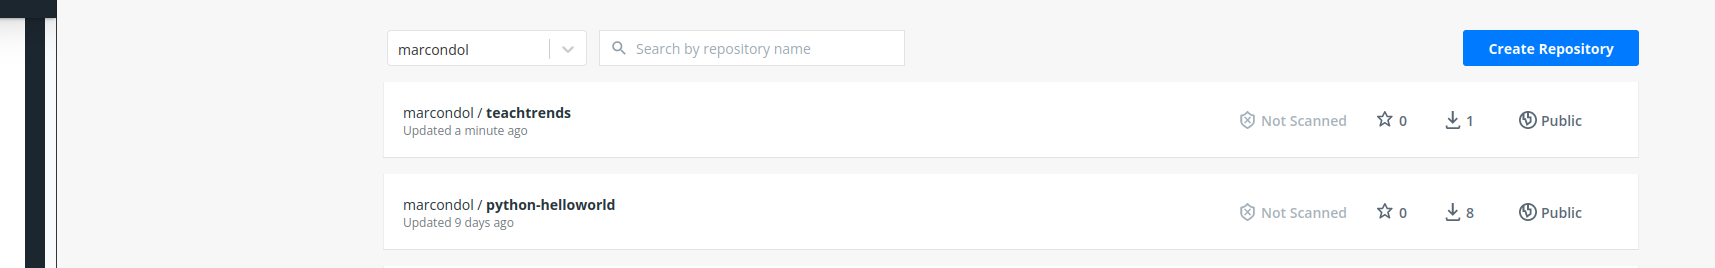 marcondol
Search by repository name
Create Repository
marcondol / teachtrends
Updated a minute ago
Not Scanned
0
1
Public
marcondol / python-helloworld
Updated 9 days ago
Not Scanned
0
8
Public